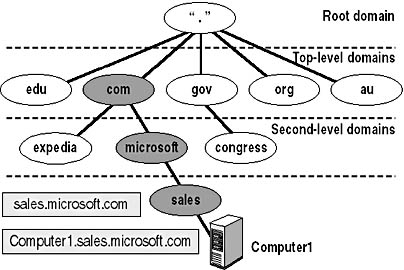 “.”
Root domain
Top-level domains
edu com gov org au
Second-level domains
expedia microsoft congress
sales.microsoft.com
sales
Computer1.sales.microsoft.com
Computer1